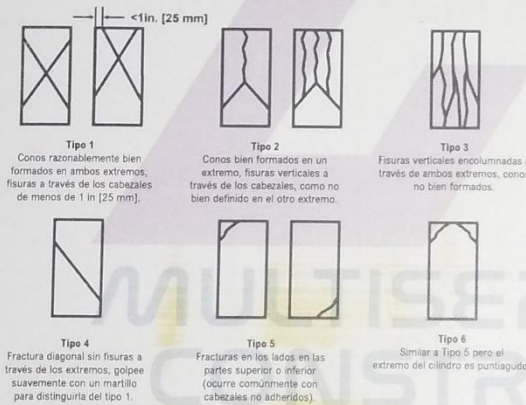 <1in. [25 mm]
Tipo 1
Conos razonablemente bien
formados en ambos extremos,
fisuras a través de los cabezales
de menos de 1 in [25 mm].
Tipo 2
Conos bien formados en un
extremo, fisuras verticales a
través de los cabezales, como no
bien definido en el otro extremo.
Tipo 3
Fisuras verticales encolumnadas a
través de ambos extremos, conos
no bien formados.
Tipo 4
Fractura diagonal sin fisuras a
través de los extremos, golpee
suavemente con un martillo
para distinguirla del tipo 1.
Tipo 5
Fracturas en los lados en las
partes superior o inferior
(ocurre comúnmente con
cabezales no adheridos).
Tipo 6
Similar a Tipo 5 pero el
extremo del cilindro es puntiagudo
MULTISE
CONSTR